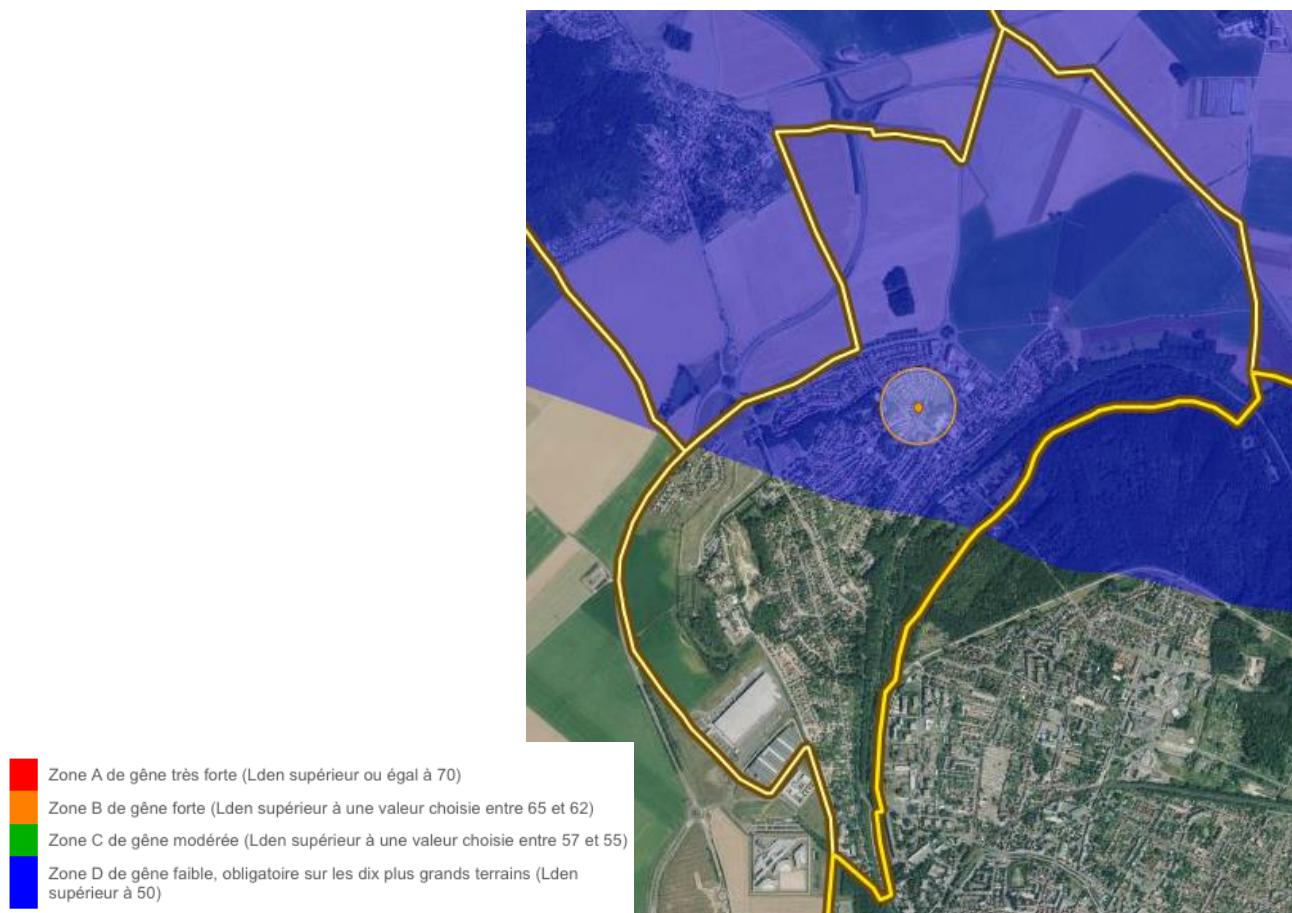 Zone A de gêne très forte (Lden supérieur ou égal à 70)
Zone B de gêne forte (Lden supérieur à une valeur choisie entre 65 et 62)
Zone C de gêne modérée (Lden supérieur à une valeur choisie entre 57 et 55)
Zone D de gêne faible, obligatoire sur les dix plus grands terrains (Lden
supérieur à 50)